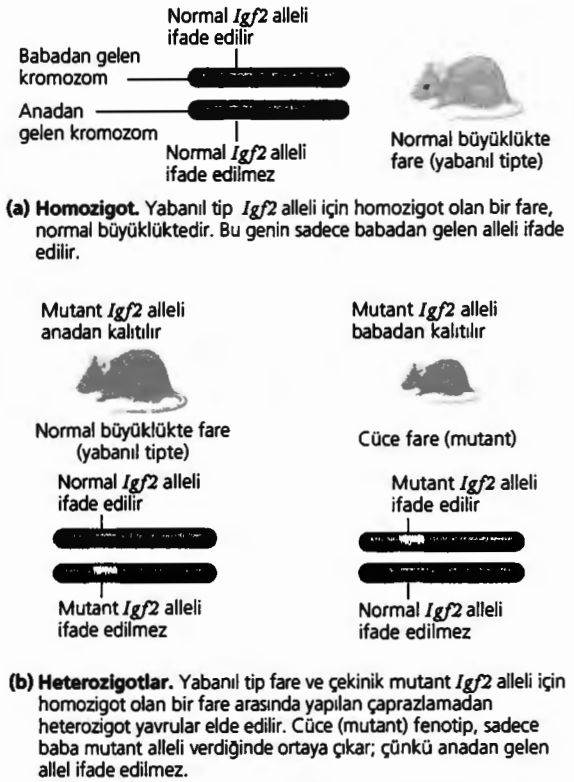 Normal Igf2 alleli
ifade edilir
Babadan gelen
kromozom
Anadan
gelen kromozom
Normal Igf2 alleli
ifade edilmez
Normal büyüklükte
fare (yabanıl tipte)
(a) Homozigot. Yabanıl tip Igf2 alleli için homozigot olan bir fare,
normal büyüklüktedir. Bu genin sadece babadan gelen alleli ifade
edilir.
Mutant Igf2 alleli
anadan kalıtılır
Normal büyüklükte fare
(yabanıl tipte)
Normal Igf2 alleli
ifade edilir
Mutant Igf2 alleli
ifade edilmez
Mutant Igf2 alleli
babadan kalıtılır
Cüce fare (mutant)
Mutant Igf2 alleli
ifade edilir
Normal Igf2 alleli
ifade edilmez
(b) Heterozigotlar. Yabanıl tip fare ve çekinik mutant Igf2 alleli için
homozigot olan bir fare arasında yapılan çaprazlamadan
heterozigot yavrular elde edilir. Cüce (mutant) fenotip, sadece
baba mutant alleli verdiğinde ortaya çıkar; çünkü anadan gelen
allel ifade edilmez.